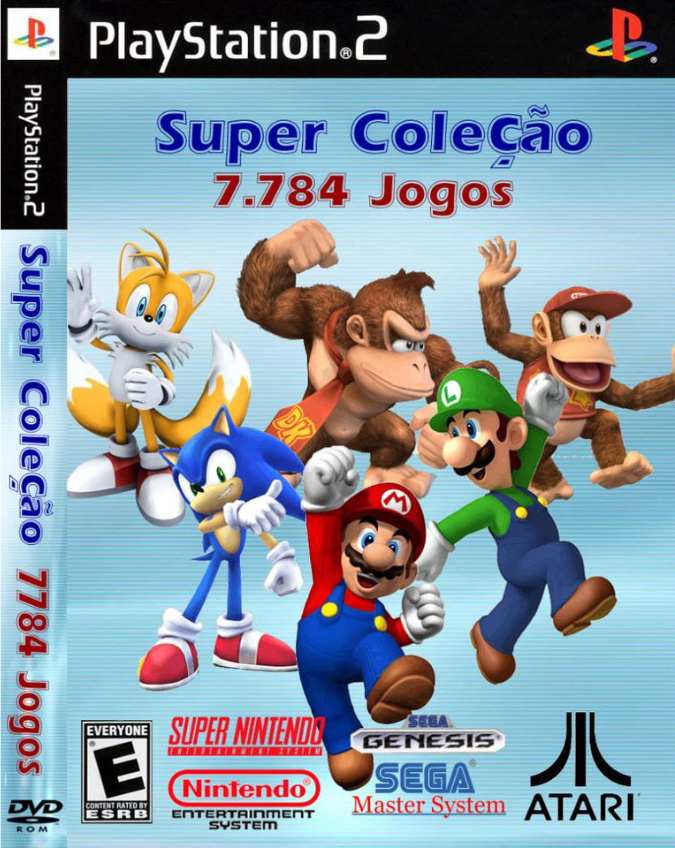 PlayStation®2
Super Coleção
7.784 Jogos
PlayStation®2
Super Coleção 7784 Jogos
DVD
ROM
DK
L
M
EVERYONE
E
CONTENT RATED BY
ESRB
SUPER NINTENDO
ENTERTAINMENT SYSTEM
Nintendo®
ENTERTAINMENT
SYSTEM
SEGA
GENESIS
SEGA®
Master System
ATARI